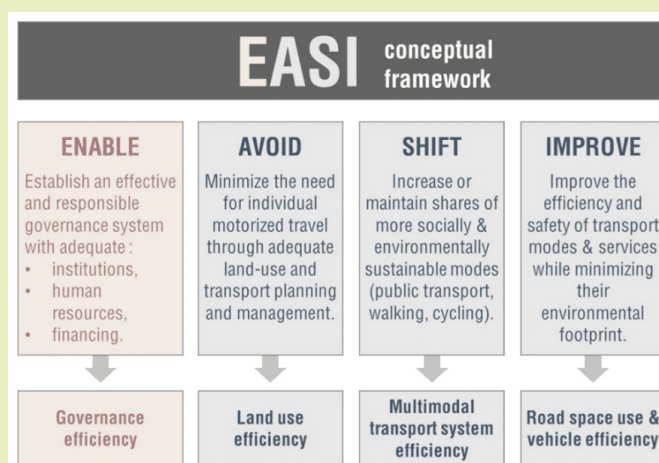 EASI conceptual
framework
ENABLE
Establish an effective
and responsible
governance system
with adequate :
• institutions,
• human
resources,
• financing.
AVOID
Minimize the need
for individual
motorized travel
through adequate
land-use and
transport planning
and management.
SHIFT
Increase or
maintain shares of
more socially &
environmentally
sustainable modes
(public transport,
walking, cycling).
IMPROVE
Improve the
efficiency and
safety of transport
modes & services
while minimizing
their
environmental
footprint.
Governance
efficiency
Land use
efficiency
Multimodal
transport system
efficiency
Road space use &
vehicle efficiency